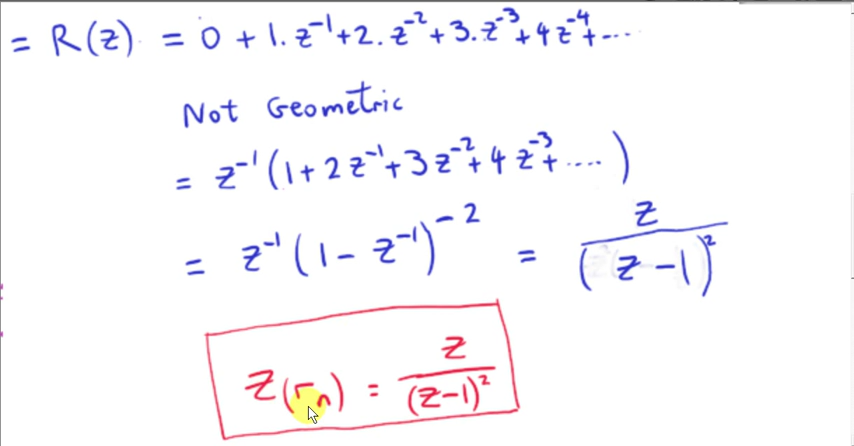 = R(z) = 0 + 1. z⁻¹ + 2. z⁻² + 3. z⁻³ + 4 z⁻⁴ + ....
Not Geometric
= z⁻¹ (1 + 2 z⁻¹ + 3 z⁻² + 4 z⁻³ + ....)
= z⁻¹ (1 - z⁻¹)⁻² = z / (z - 1)²
Z(rₙ) = z / (z - 1)²